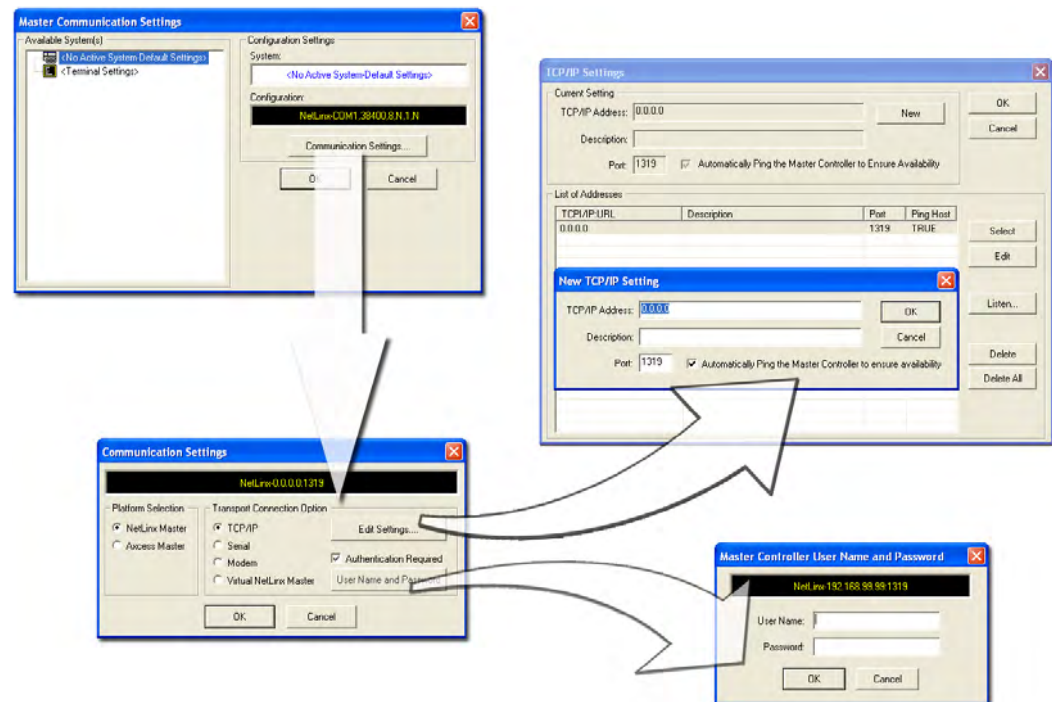 Master Communication Settings
Available System(s)
<No Active System-Default Settings>
<Terminal Settings>
Configuration Settings
System:
<No Active System-Default Settings>
Configuration:
NetLinx-COM1,38400,8,N,1,N
Communication Settings...
Cancel
TCP/IP Settings
Current Setting
TCP/IP Address: 0.0.0.0
New
Description:
Port: 1319 Automatically Ping the Master Controller to Ensure Availability
OK
Cancel
List of Addresses
TCPI/IP:URL Description Port Ping Host
0.0.0.0 1319 TRUE
Select
Edit
Listen...
Delete
Delete All
New TCP/IP Setting
TCP/IP Address: 0.0.0.0
OK
Description:
Cancel
Port: 1319 Automatically Ping the Master Controller to ensure availability
Communication Settings
NetLinx-0.0.0.0:1319
Platform Selection
NetLinx Master
Axcess Master
Transport Connection Option
TCP/IP
Serial
Modem
Virtual NetLinx Master
Edit Settings....
Authentication Required
User Name and Password
OK Cancel
Master Controller User Name and Password
NetLinx-192.168.99.99:1319
User Name:
Password:
OK Cancel